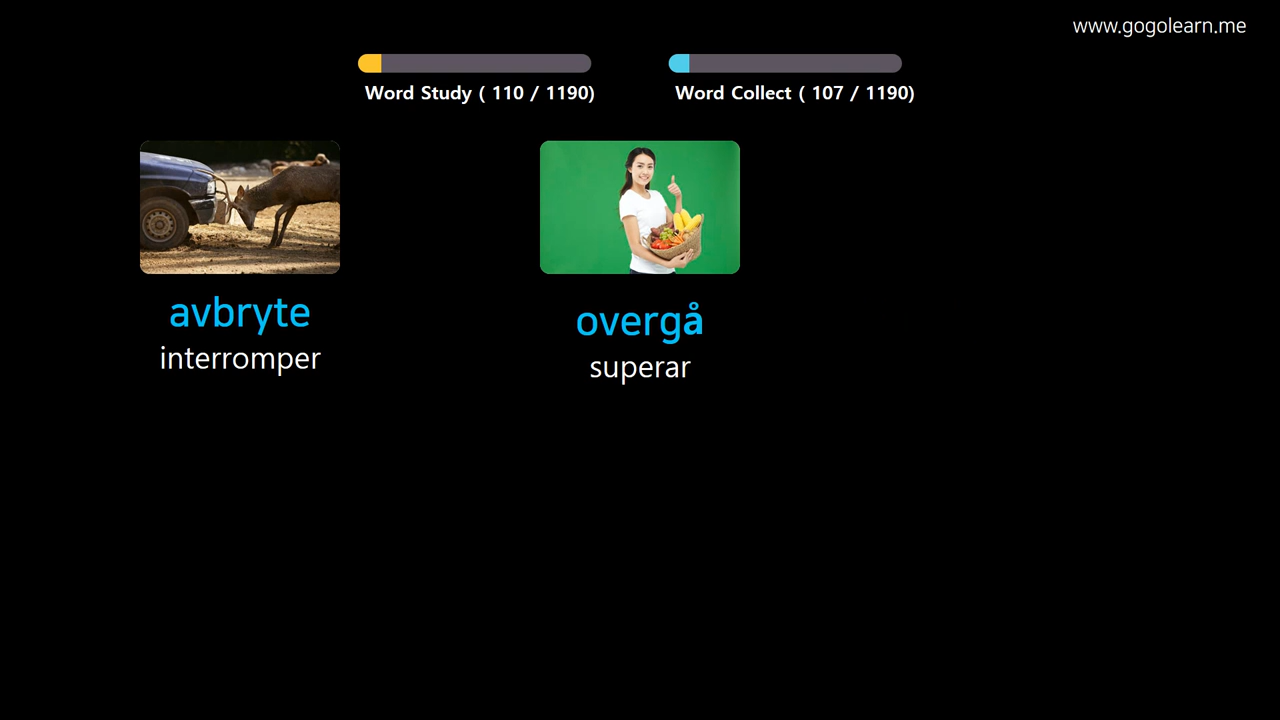 www.gogolearn.me
Word Study ( 110 / 1190)
Word Collect ( 107 / 1190)
avbryte
interromper
overgå
superar